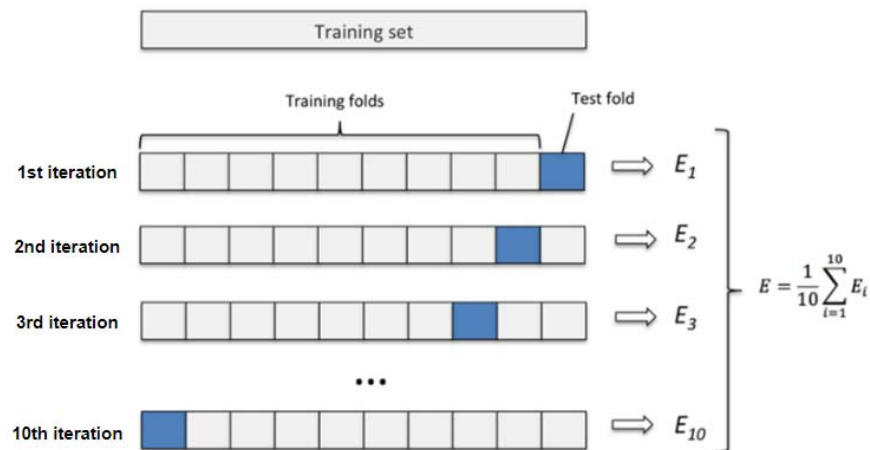 Training set
Training folds
Test fold
1st iteration
E₁
2nd iteration
E₂
3rd iteration
E₃
E = 1/10 ∑_{i=1}^{10} Eᵢ
...
10th iteration
E₁₀